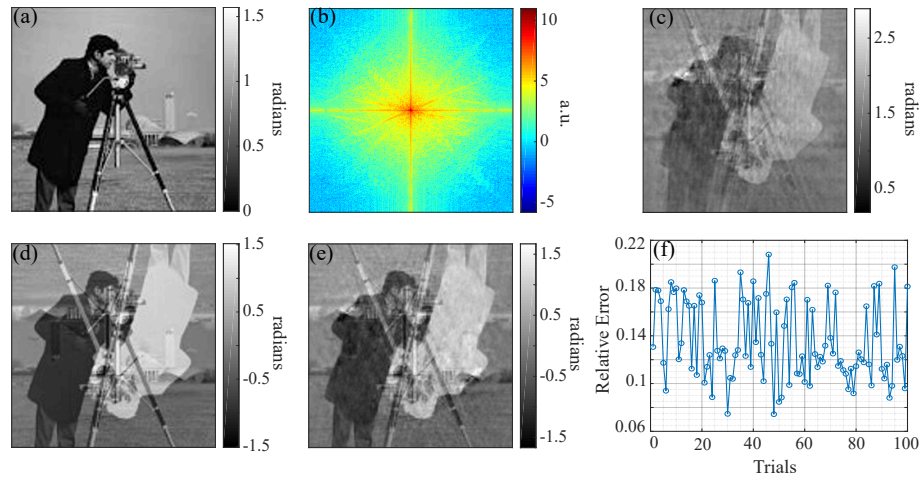 (a)
1.5
1
0.5
0
radians
(b)
10
5
0
-5
a.u.
(c)
2.5
1.5
0.5
radians
(d)
1.5
0.5
-0.5
-1.5
radians
(e)
1.5
0.5
-0.5
-1.5
radians
(f)
0.22
0.18
0.14
0.1
0.06
Relative Error
0 20 40 60 80 100
Trials